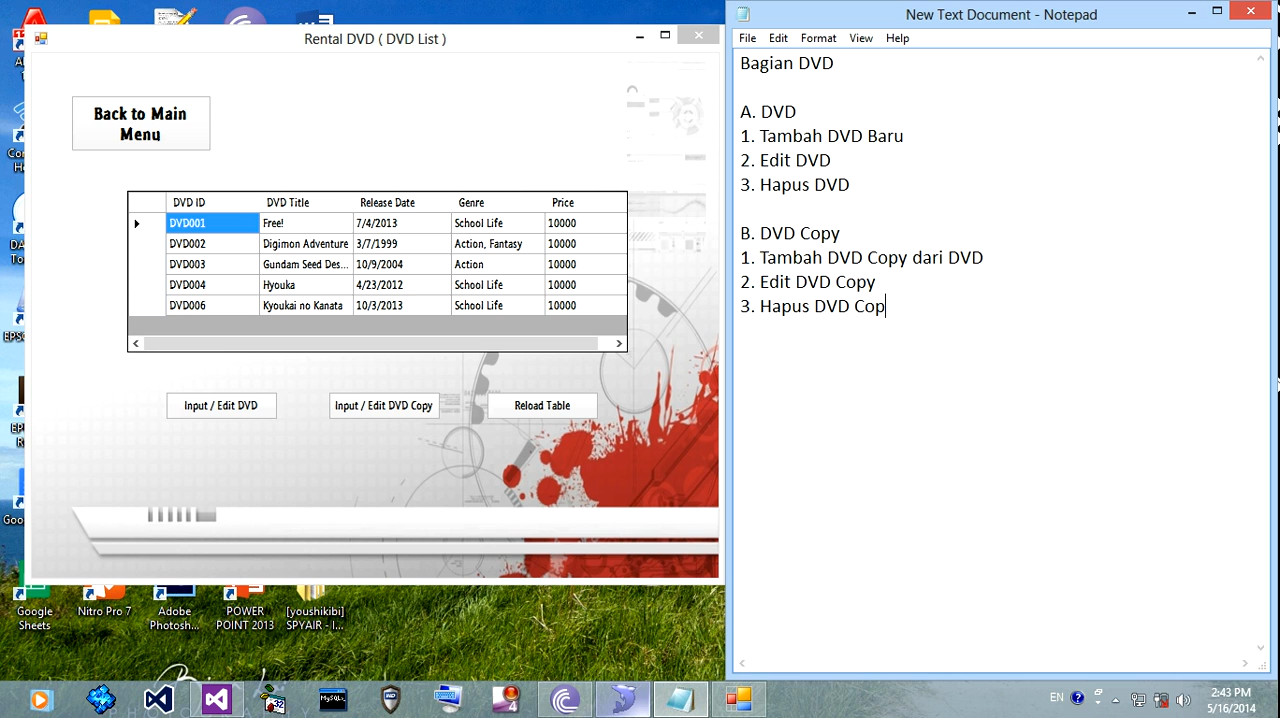 Rental DVD ( DVD List )
Back to Main
Menu
DVD ID DVD Title Release Date Genre Price
DVD001 Free! 7/4/2013 School Life 10000
DVD002 Digimon Adventure 3/7/1999 Action, Fantasy 10000
DVD003 Gundam Seed Des... 10/9/2004 Action 10000
DVD004 Hyouka 4/23/2012 School Life 10000
DVD006 Kyoukai no Kanata 10/3/2013 School Life 10000
Input / Edit DVD Input / Edit DVD Copy Reload Table
New Text Document - Notepad
File Edit Format View Help
Bagian DVD
A. DVD
1. Tambah DVD Baru
2. Edit DVD
3. Hapus DVD
B. DVD Copy
1. Tambah DVD Copy dari DVD
2. Edit DVD Copy
3. Hapus DVD Cop
Google
Sheets
Nitro Pro 7
Adobe
Photosh...
POWER
POINT 2013
[youshikibi]
SPYAIR - I...
EN
2:43 PM
5/16/2014